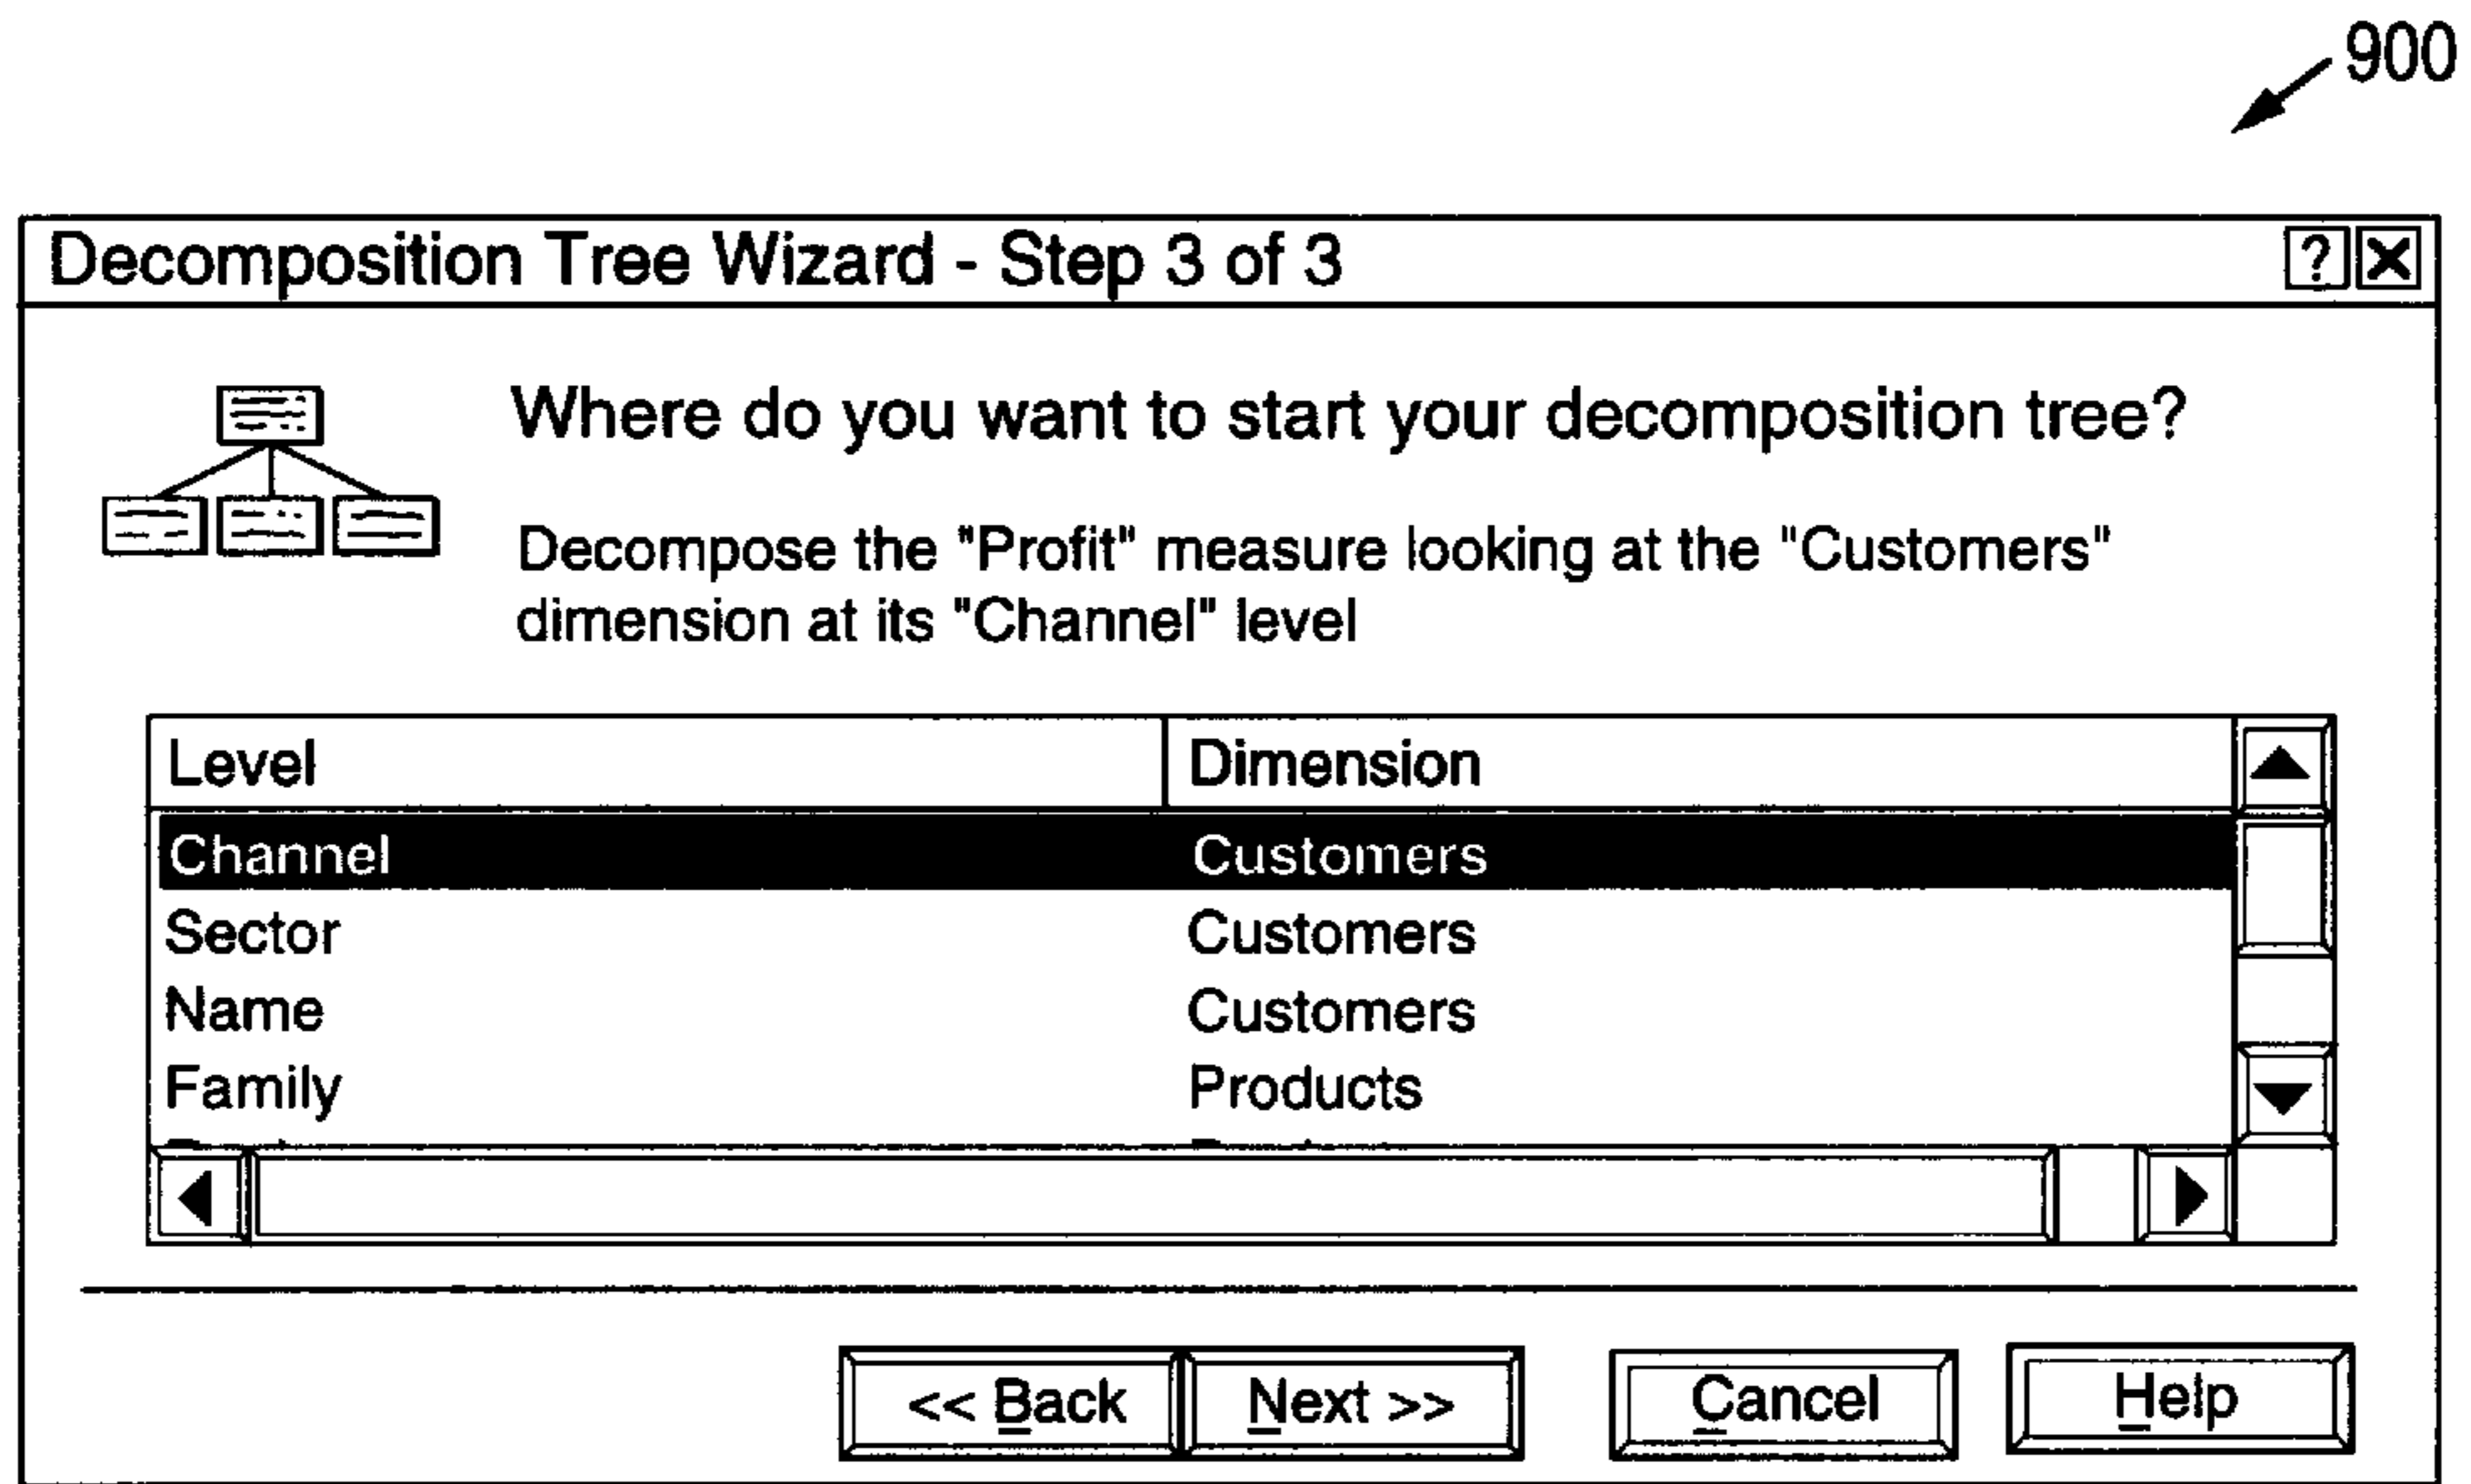 900
Decomposition Tree Wizard - Step 3 of 3 ?
Where do you want to start your decomposition tree?
Decompose the "Profit" measure looking at the "Customers"
dimension at its "Channel" level
Level Dimension
Channel Customers
Sector Customers
Name Customers
Family Products
<< Back Next >> Cancel Help